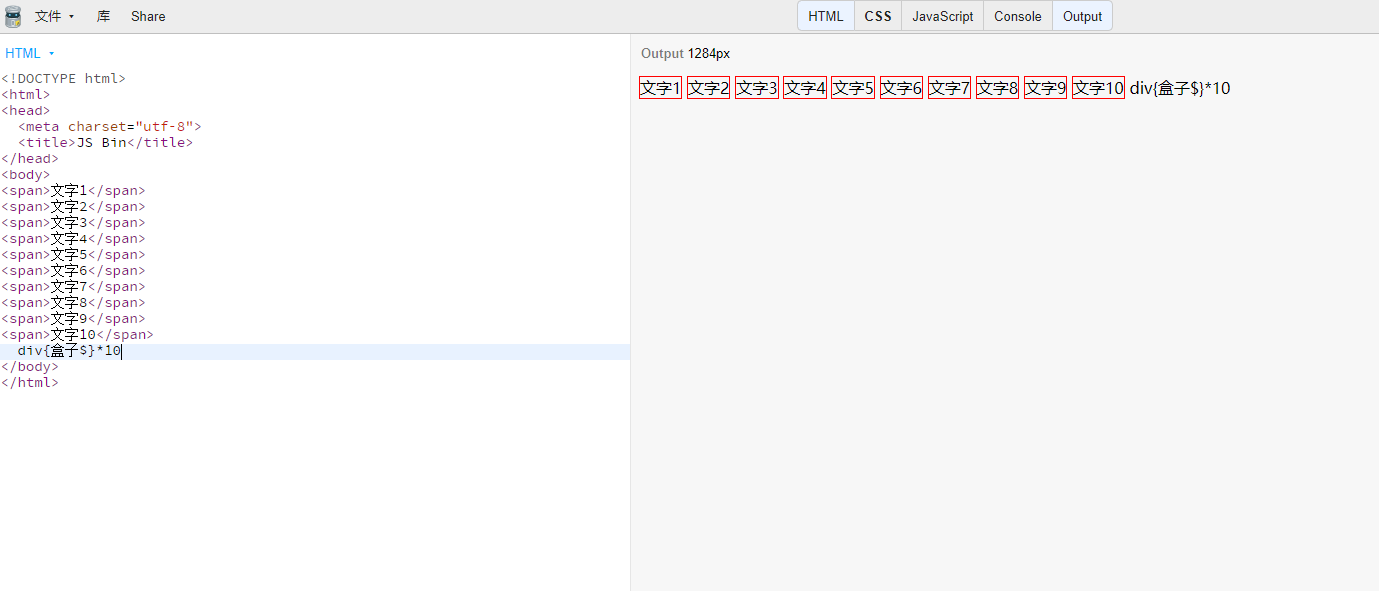 文件 库 Share HTML CSS JavaScript Console Output
HTML
Output 1284px
<!DOCTYPE html>
<html>
<head>
  <meta charset="utf-8">
  <title>JS Bin</title>
</head>
<body>
<span>文字1</span>
<span>文字2</span>
<span>文字3</span>
<span>文字4</span>
<span>文字5</span>
<span>文字6</span>
<span>文字7</span>
<span>文字8</span>
<span>文字9</span>
<span>文字10</span>
  div{盒子$}*10
</body>
</html>
文字1 文字2 文字3 文字4 文字5 文字6 文字7 文字8 文字9 文字10 div{盒子$}*10